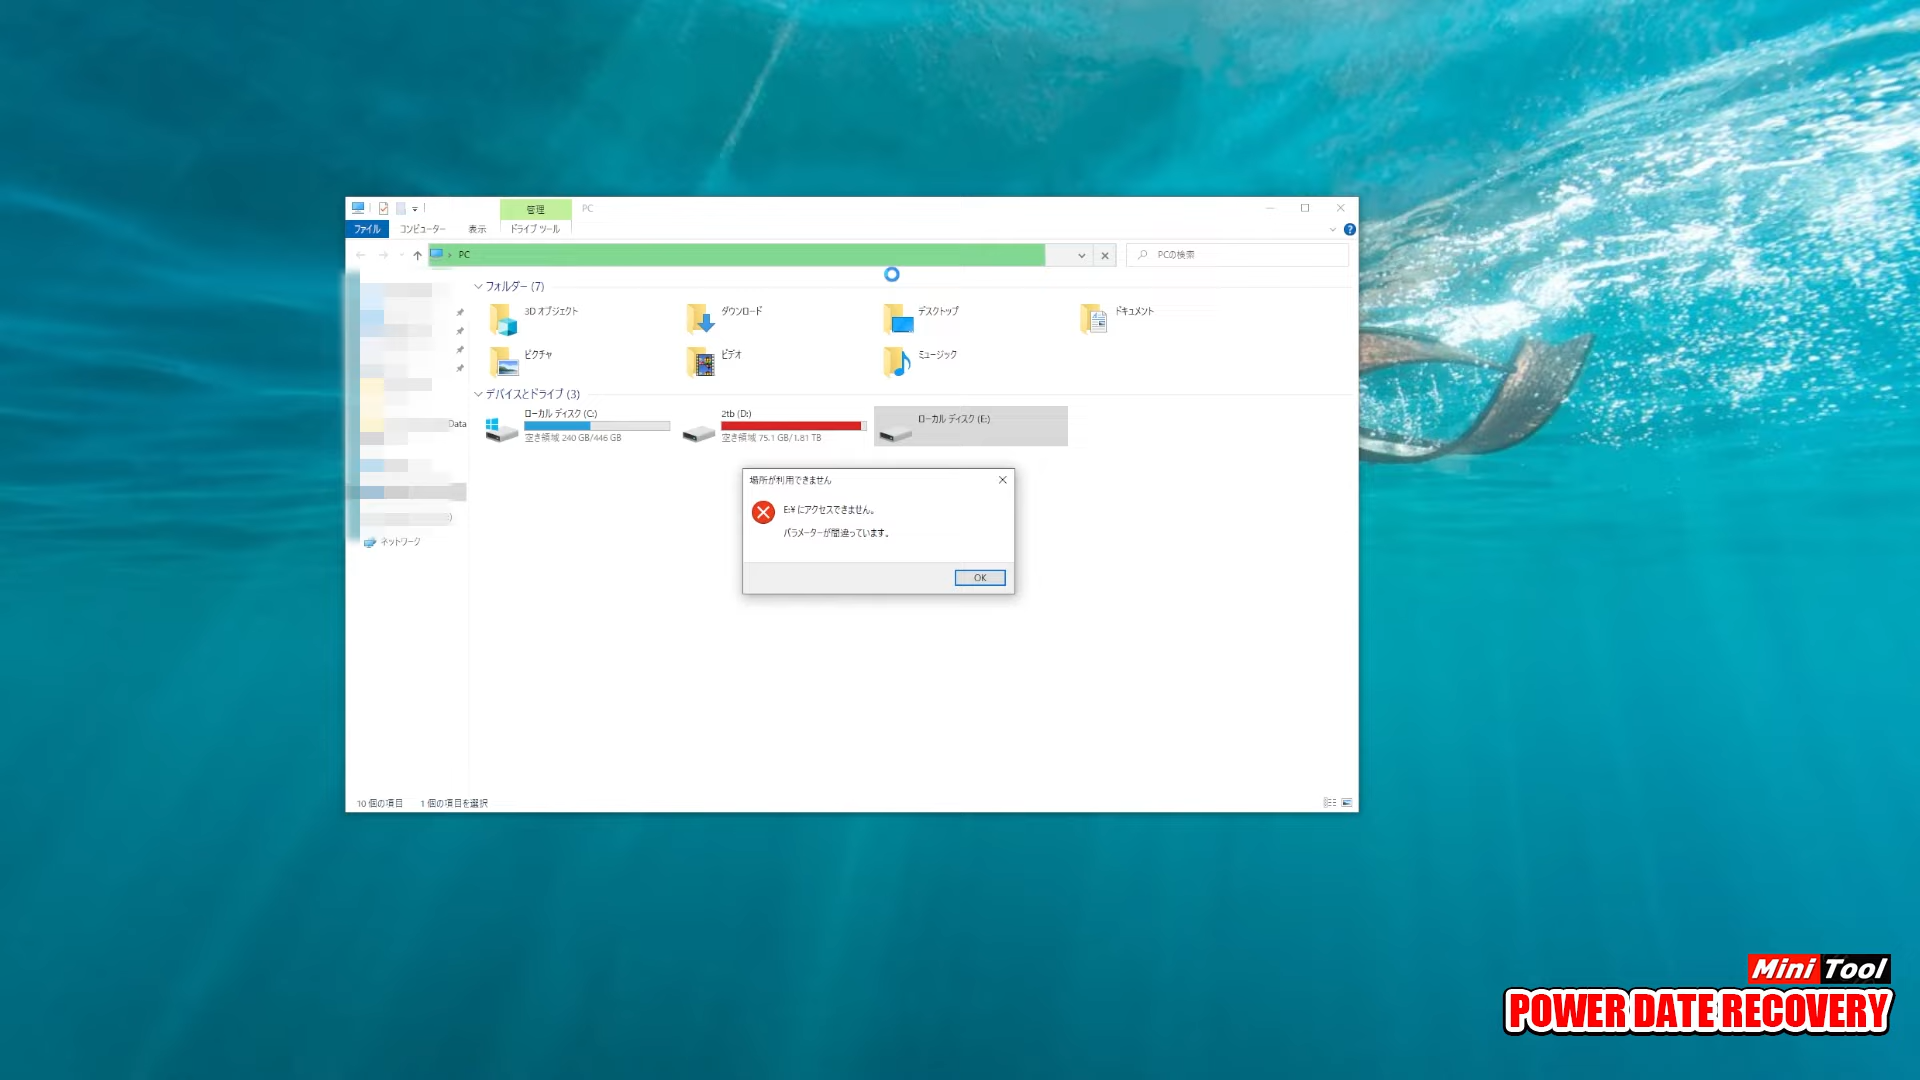 管理
PC
ファイル
コンピューター
表示
ドライブ ツール
PC
PCの検索
フォルダー (7)
3D オブジェクト
ダウンロード
デスクトップ
ドキュメント
ピクチャ
ビデオ
ミュージック
デバイスとドライブ (3)
ローカル ディスク (C:)
空き領域 240 GB/446 GB
2tb (D:)
空き領域 75.1 GB/1.81 TB
ローカル ディスク (E:)
Data
ネットワーク
場所が利用できません
E:¥ にアクセスできません。
パラメーターが間違っています。
OK
10 個の項目
1 個の項目を選択
Mini Tool
POWER DATE RECOVERY